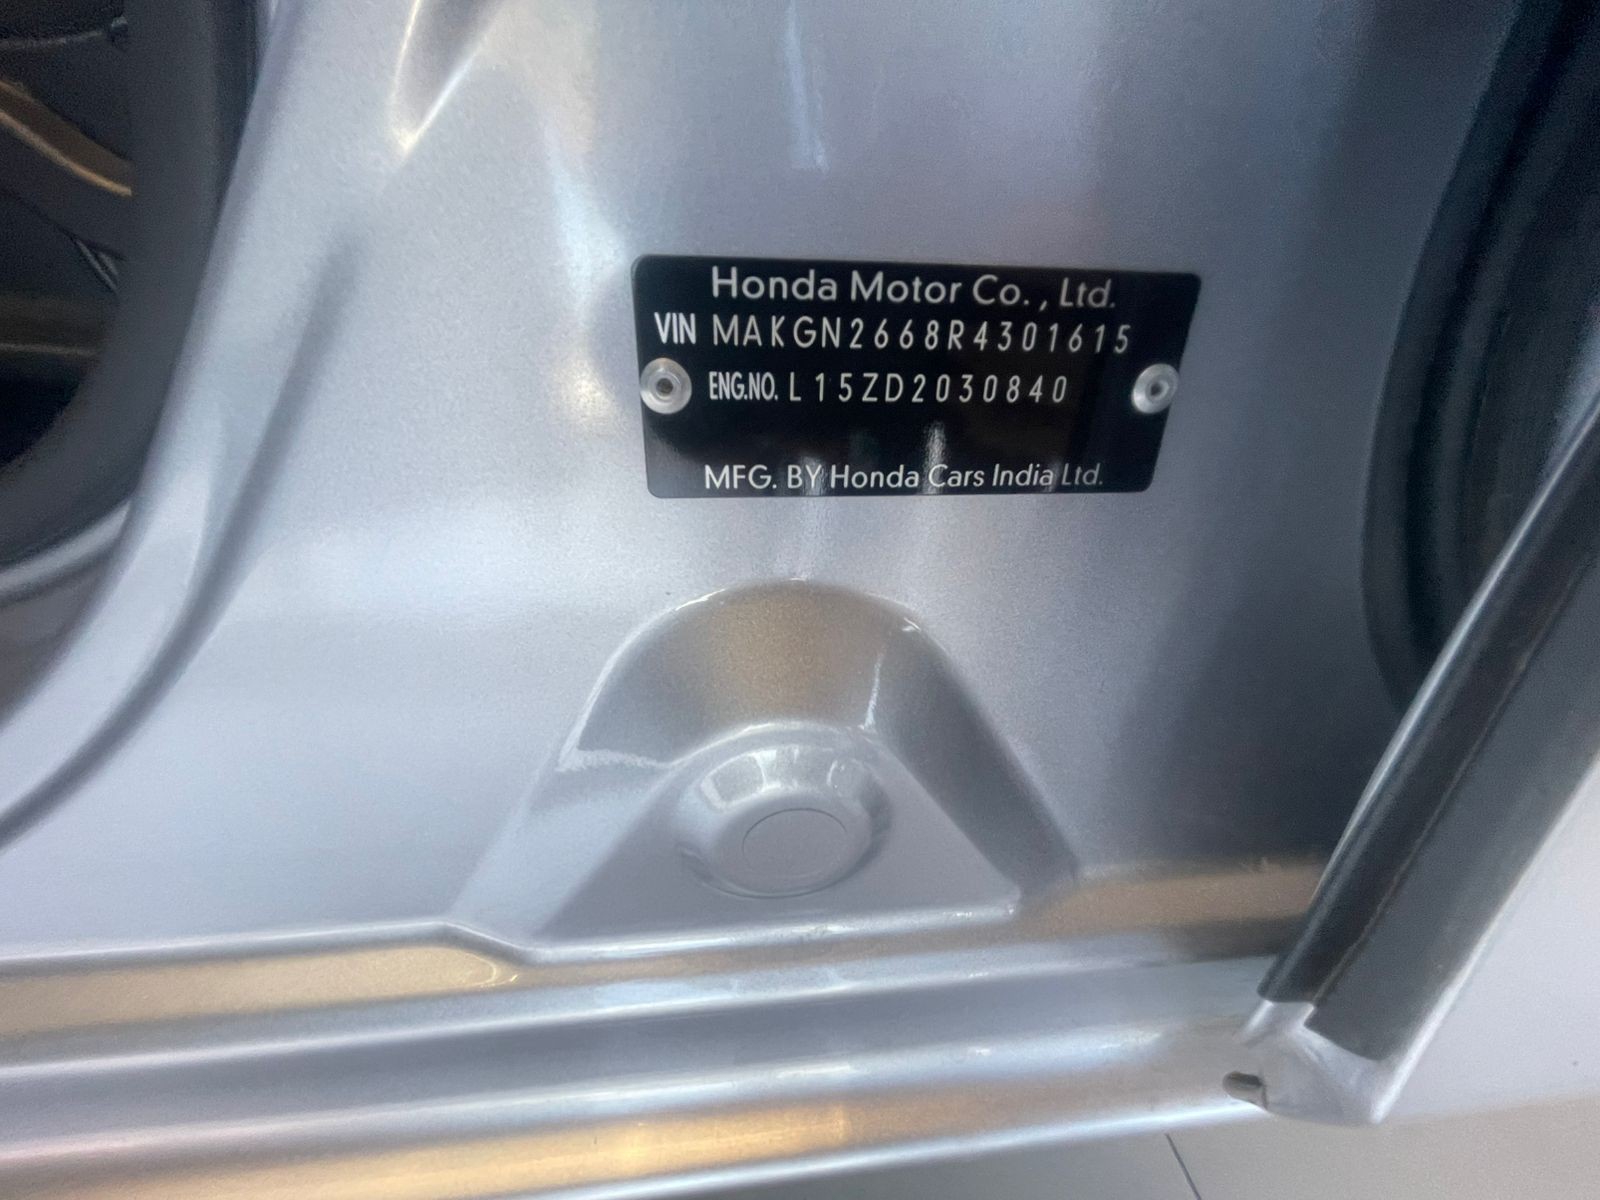 Honda Motor Co., Ltd.
VIN MAKGN2668R4301615
ENG.NO. L15ZD2030840
MFG. BY Honda Cars India Ltd.